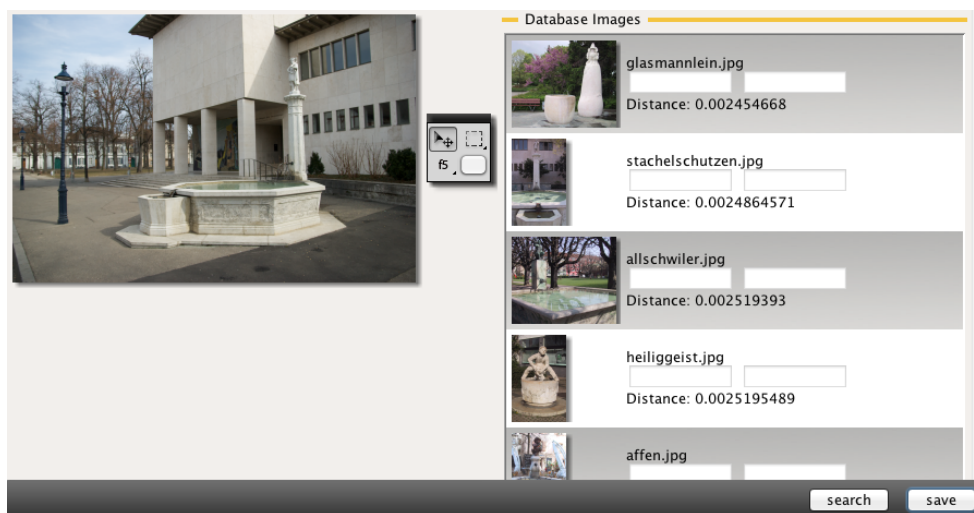 Database Images
glasmannlein.jpg
Distance: 0.002454668
stachelschutzen.jpg
Distance: 0.0024864571
allschwiler.jpg
Distance: 0.002519393
heiliggeist.jpg
Distance: 0.0025195489
affen.jpg
f5
search save